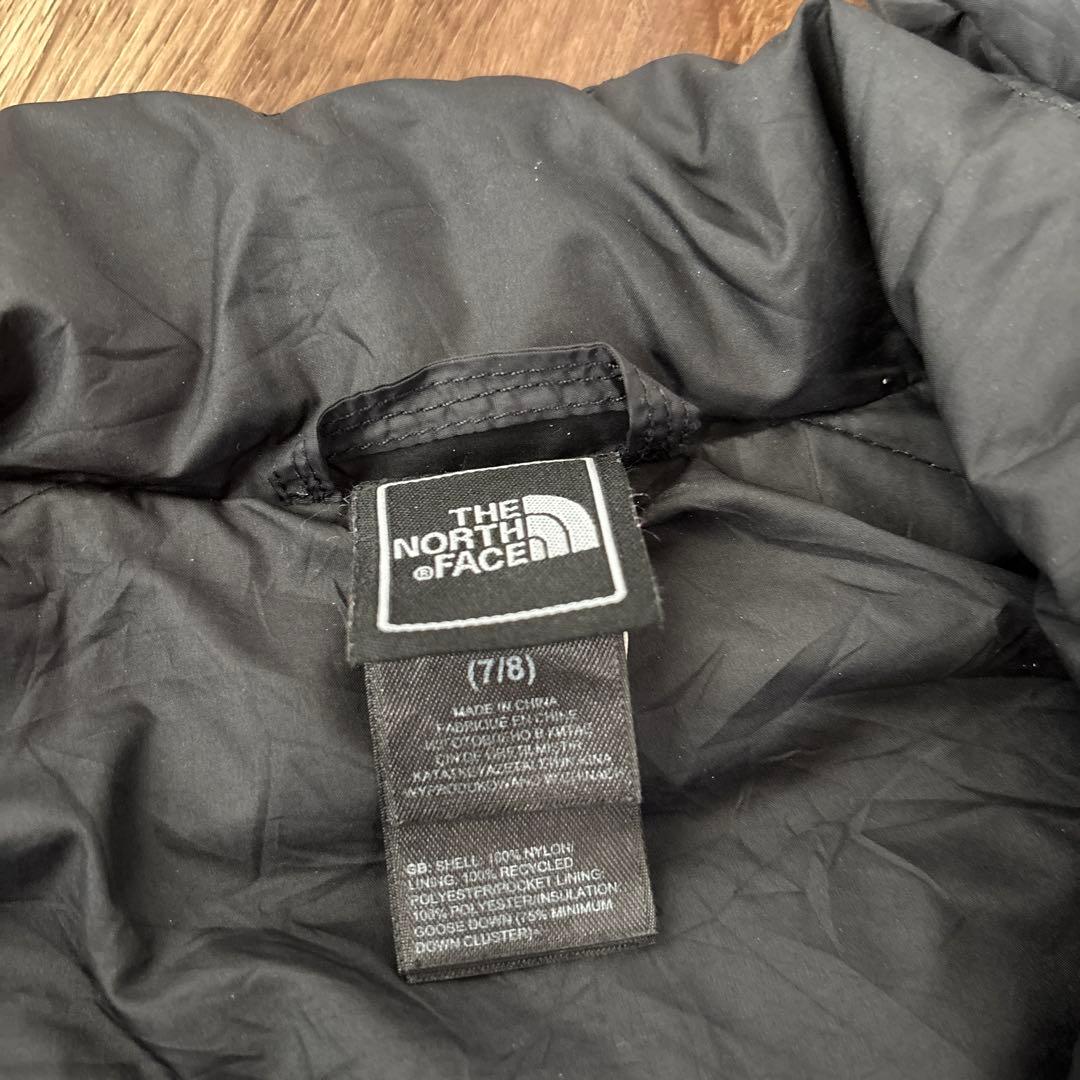 THE
NORTH
® FACE
(7/8)
MADE IN CHINA
FABRIQUE EN CHINE
GB: SHELL: 100% NYLON/
LINING: 100% RECYCLED
POLYESTER/POCKET LINING:
100% POLYESTER/INSULATION:
GOOSE DOWN (75% MINIMUM
DOWN CLUSTER)